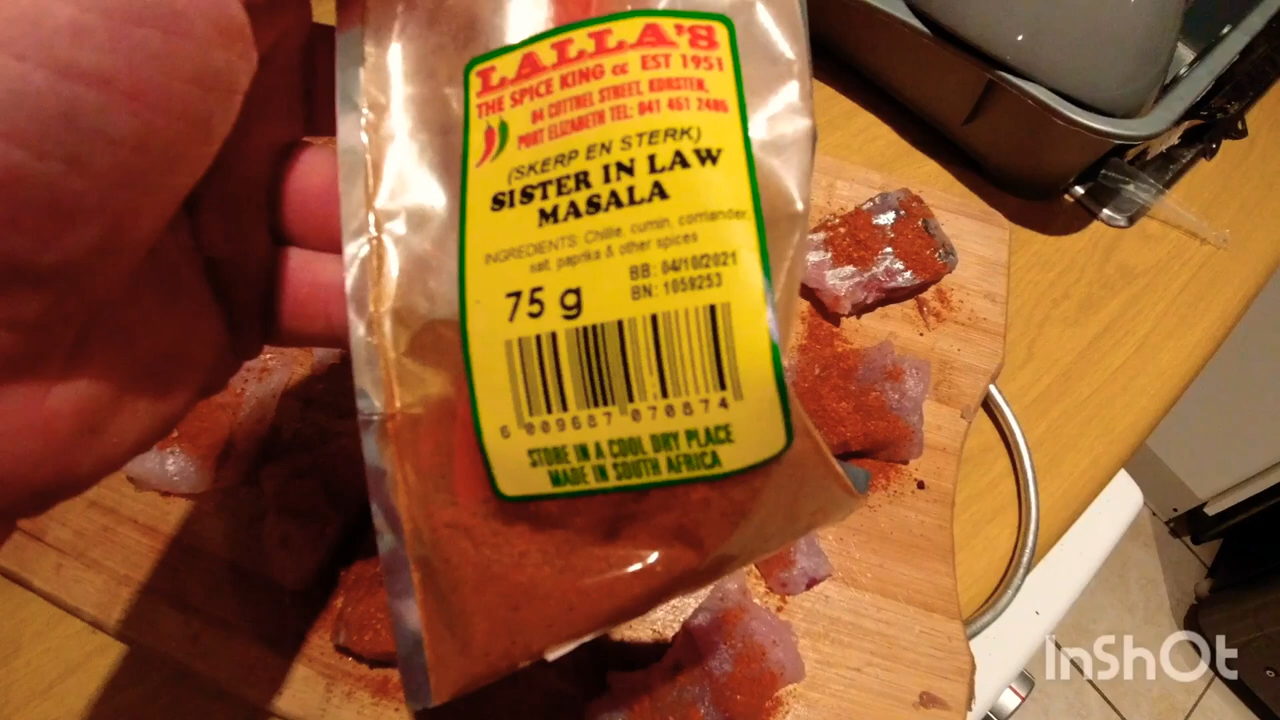 LALLA'S
THE SPICE KING cc EST 1951
84 COTTREL STREET, KORSTEN,
PORT ELIZABETH TEL: 041 451 2486
(SKERP EN STERK)
SISTER IN LAW
MASALA
INGREDIENTS: Chillie, cumin, corriander,
salt, paprika & other spices
BB: 04/10/2021
75 g
BN: 1059253
6 009687 070874
STORE IN A COOL DRY PLACE
MADE IN SOUTH AFRICA
InShOt